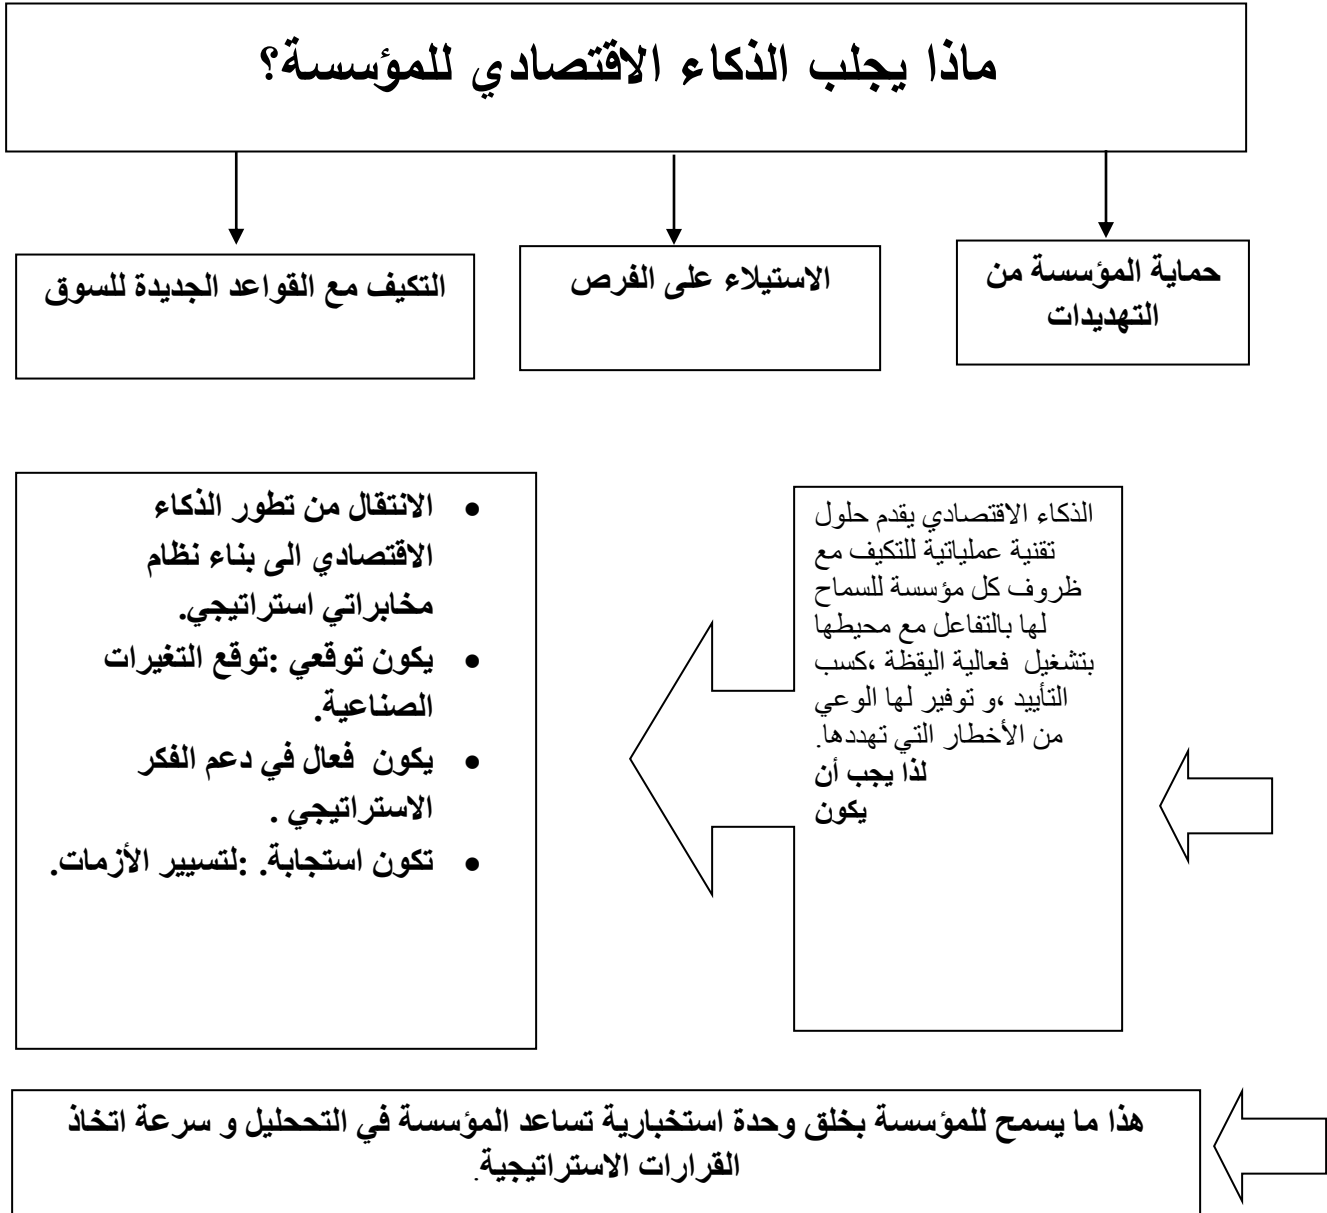 ماذا يجلب الذكاء الاقتصادي للمؤسسة؟
حماية المؤسسة من
التهديدات
الاستيلاء على الفرص
التكيف مع القواعد الجديدة للسوق
الذكاء الاقتصادي يقدم حلول
تقنية عملياتية للتكيف مع
ظروف كل مؤسسة للسماح
لها بالتفاعل مع محيطها
بتشغيل فعالية اليقظة ،كسب
التأييد ،و توفير لها الوعي
من الأخطار التي تهددها.
لذا يجب أن
يكون
• الانتقال من تطور الذكاء
الاقتصادي الى بناء نظام
مخابراتي استراتيجي.
• يكون توقعي :توقع التغيرات
الصناعية.
• يكون فعال في دعم الفكر
الاستراتيجي .
• تكون استجابة. :لتسيير الأزمات.
هذا ما يسمح للمؤسسة بخلق وحدة استخبارية تساعد المؤسسة في التححليل و سرعة اتخاذ
القرارات الاستراتيجية.